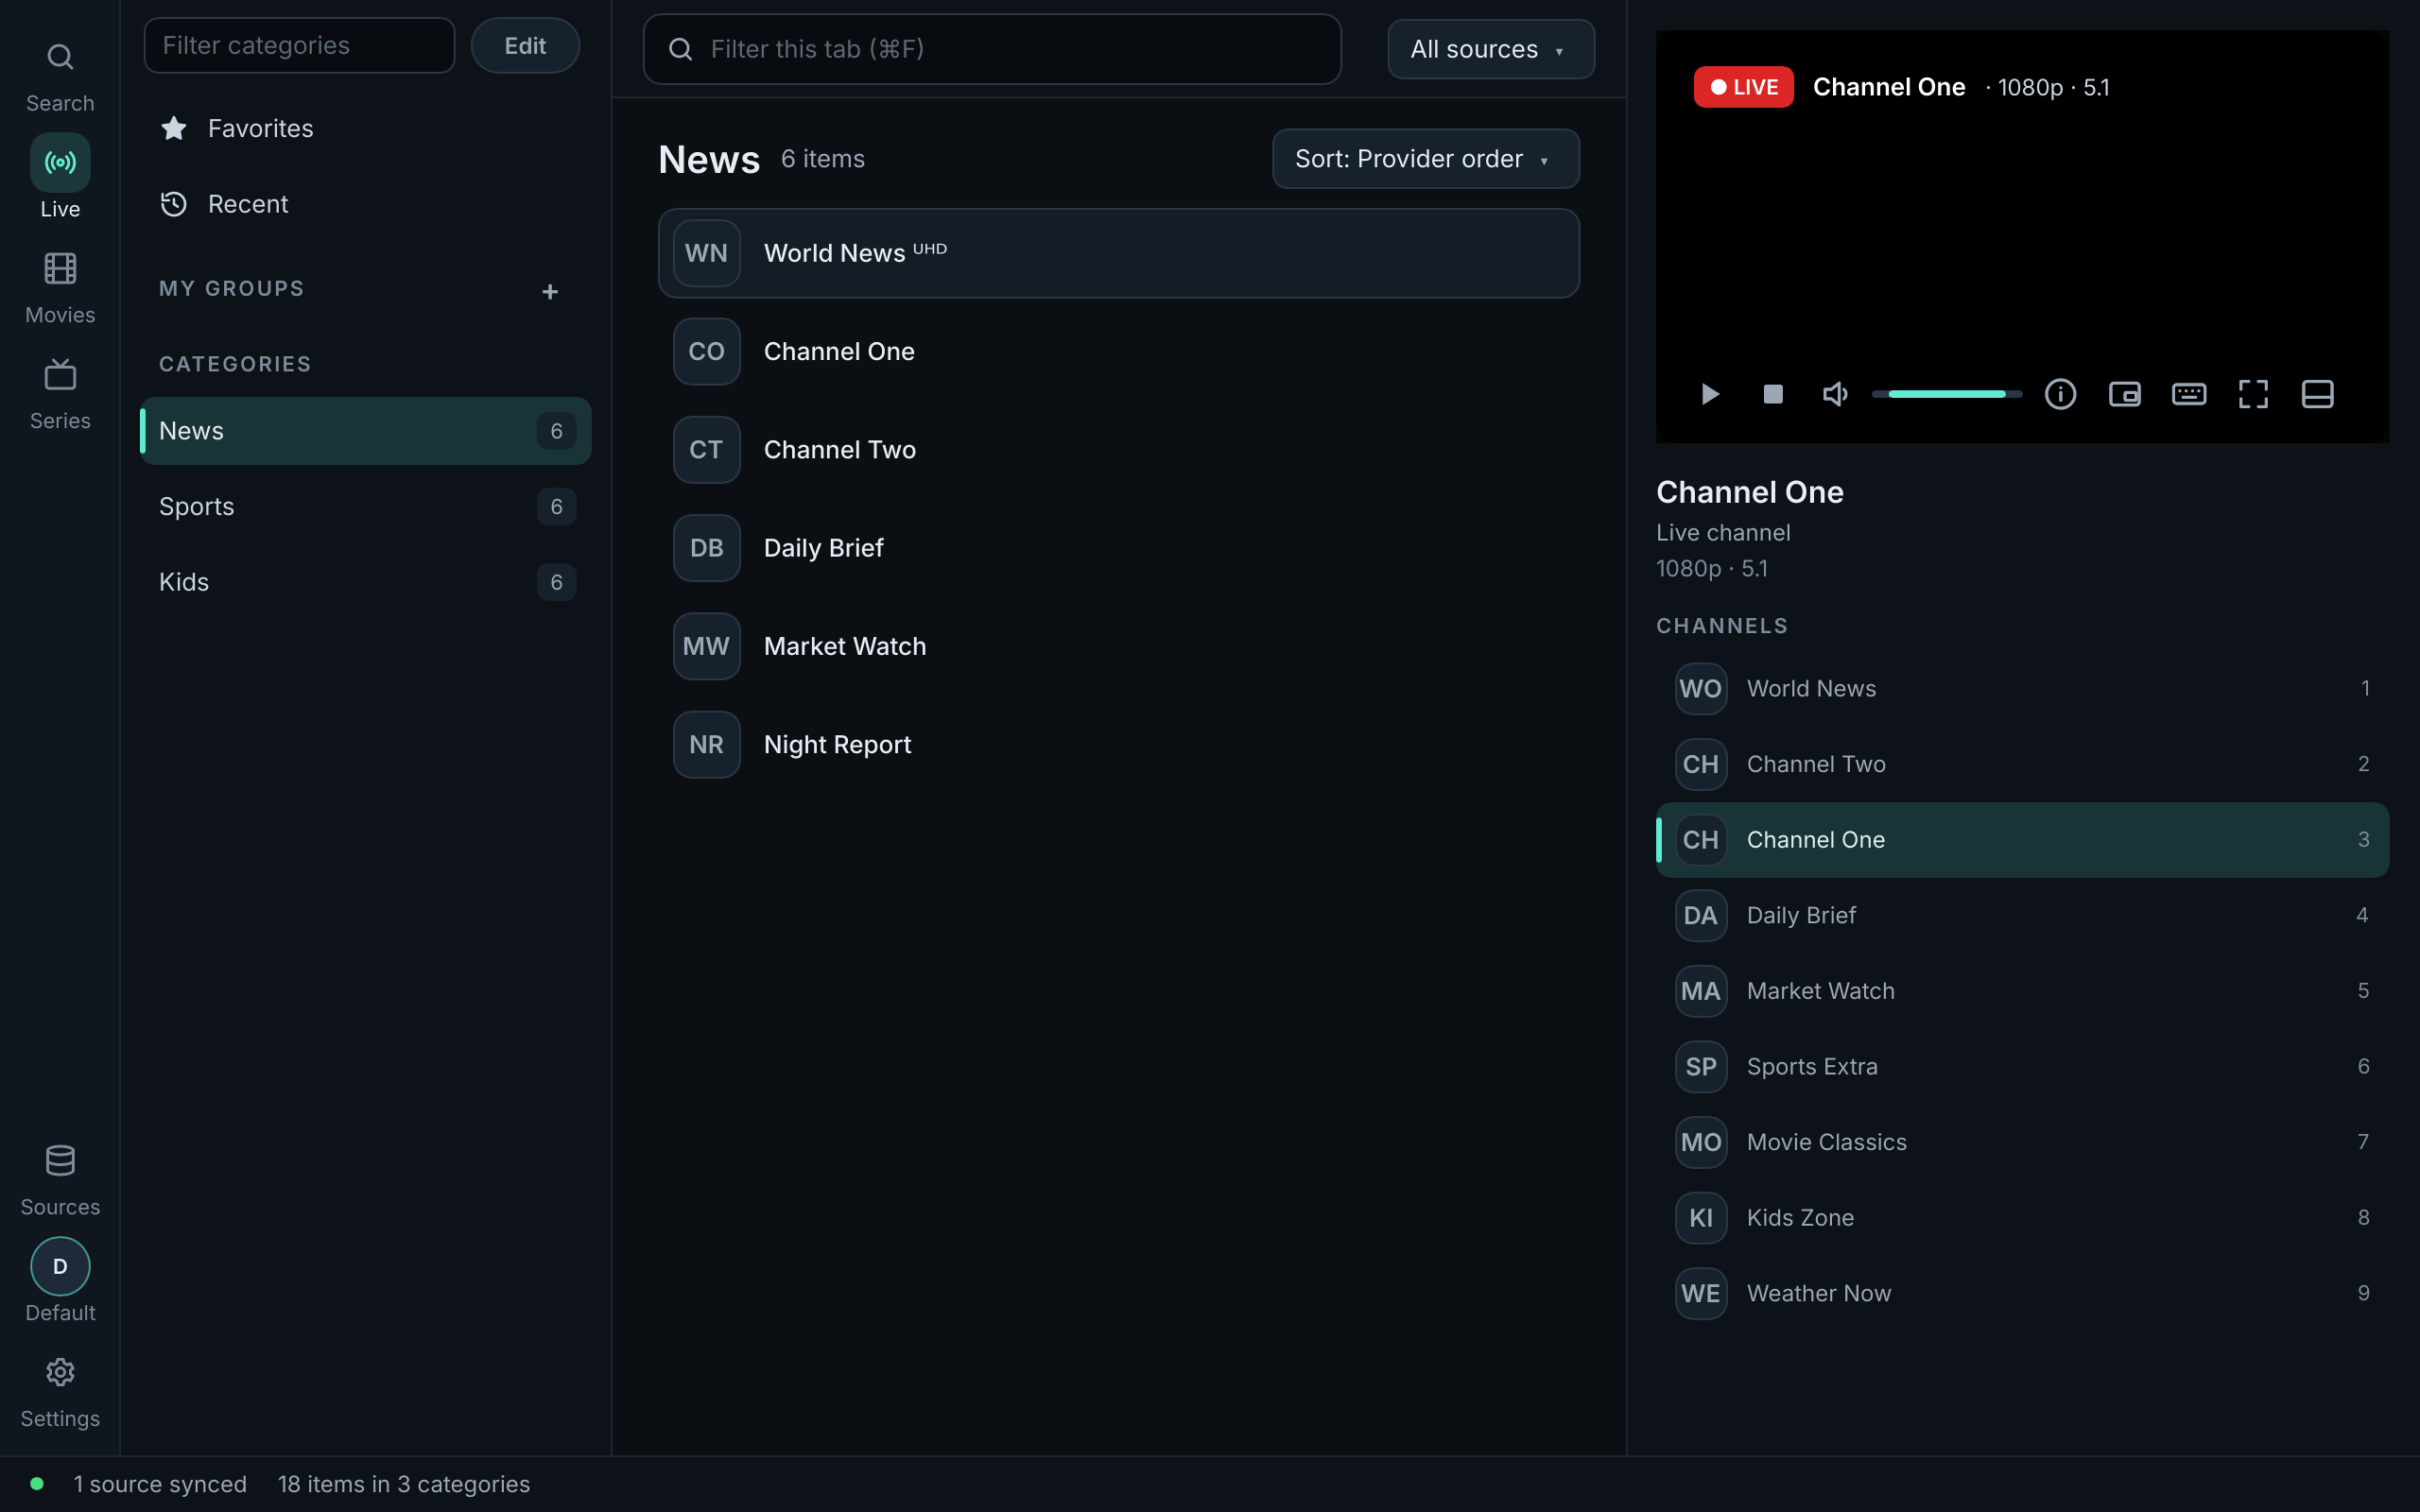 Search
Live
Movies
Series
Sources
D
Default
Settings
Filter categories
Edit
Favorites
Recent
MY GROUPS +
CATEGORIES
News 6
Sports 6
Kids 6
Filter this tab (⌘F)
All sources
News 6 items
Sort: Provider order
WN World News ᵁᴴᴰ
CO Channel One
CT Channel Two
DB Daily Brief
MW Market Watch
NR Night Report
LIVE Channel One · 1080p · 5.1
Channel One
Live channel
1080p · 5.1
CHANNELS
WO World News 1
CH Channel Two 2
CH Channel One 3
DA Daily Brief 4
MA Market Watch 5
SP Sports Extra 6
MO Movie Classics 7
KI Kids Zone 8
WE Weather Now 9
1 source synced 18 items in 3 categories